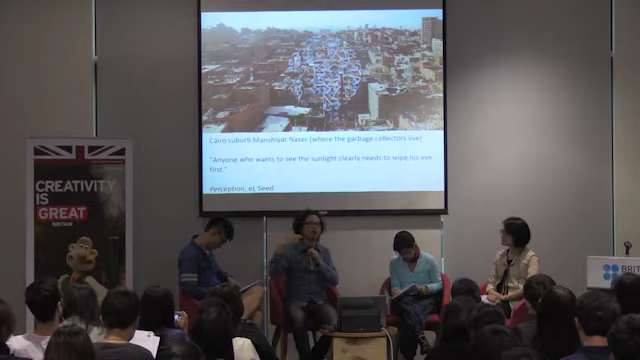 Cairo suburb Manshiyat Naser (where the garbage collectors live)
"Anyone who wants to see the sunlight clearly needs to wipe his eye
first."
Perception, eL Seed
CREATIVITY
IS
GREAT
BRITAIN
BRIT